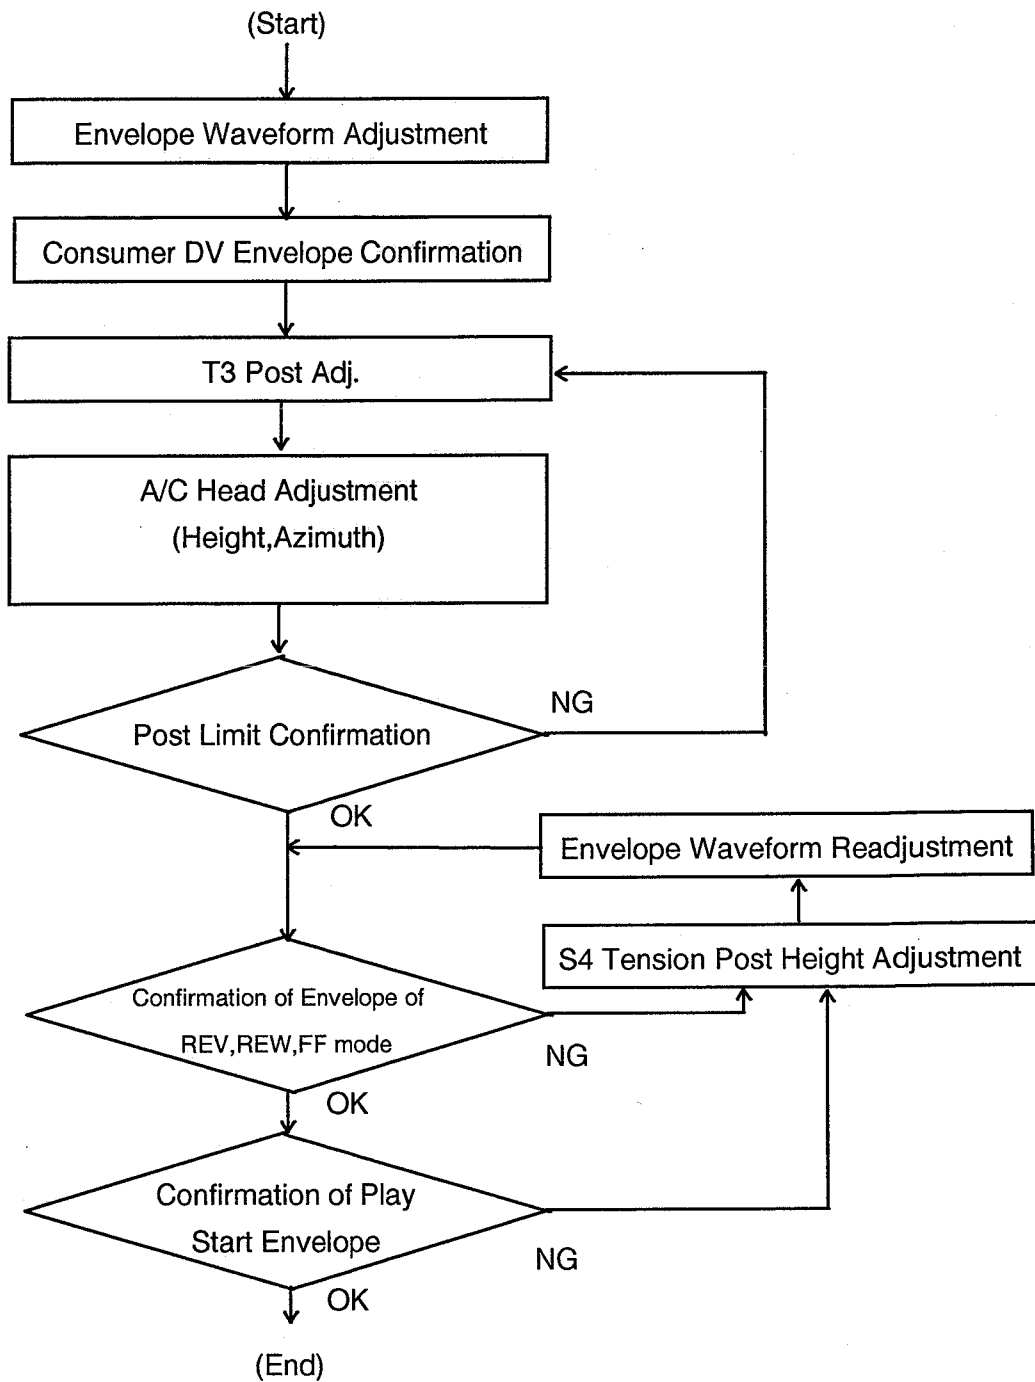 (Start)
Envelope Waveform Adjustment
Consumer DV Envelope Confirmation
T3 Post Adj.
A/C Head Adjustment
(Height,Azimuth)
Post Limit Confirmation
NG
OK
Envelope Waveform Readjustment
S4 Tension Post Height Adjustment
Confirmation of Envelope of
REV,REW,FF mode
NG
OK
Confirmation of Play
Start Envelope
NG
OK
(End)